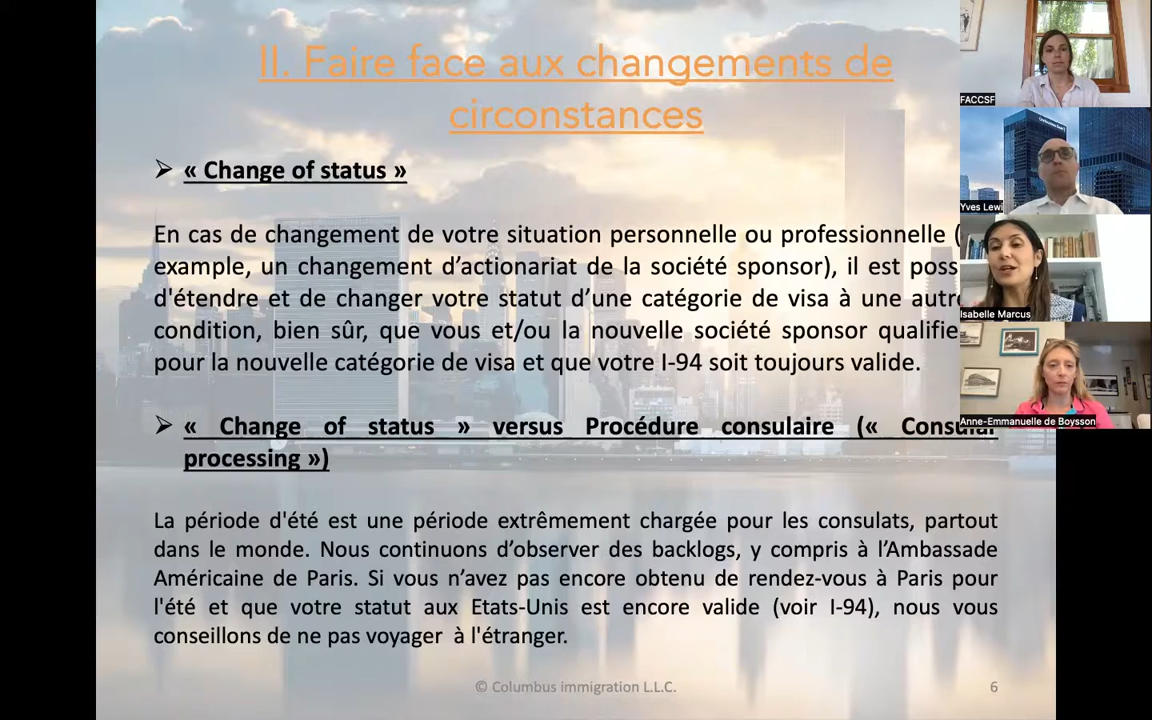 II. Faire face aux changements de
circonstances
« Change of status »
En cas de changement de votre situation personnelle ou professionnelle (
example, un changement d’actionariat de la société sponsor), il est poss
d'étendre et de changer votre statut d’une catégorie de visa à une autre
condition, bien sûr, que vous et/ou la nouvelle société sponsor qualifie
pour la nouvelle catégorie de visa et que votre I-94 soit toujours valide.
« Change of status » versus Procédure consulaire (« Consular
processing »)
La période d'été est une période extrêmement chargée pour les consulats, partout
dans le monde. Nous continuons d’observer des backlogs, y compris à l’Ambassade
Américaine de Paris. Si vous n’avez pas encore obtenu de rendez-vous à Paris pour
l'été et que votre statut aux Etats-Unis est encore valide (voir I-94), nous vous
conseillons de ne pas voyager à l'étranger.
© Columbus immigration L.L.C.
6
FACCSF
Yves Lewi
Isabelle Marcus
Anne-Emmanuelle de Boysson